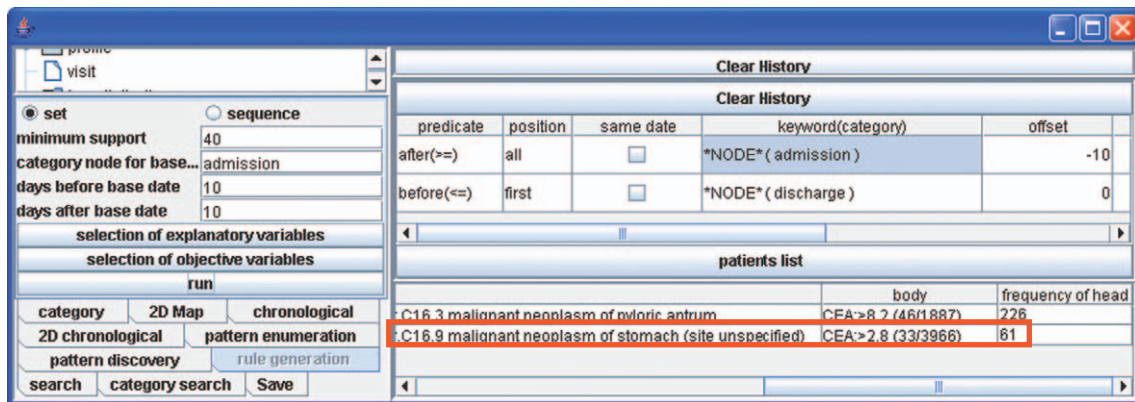 profile
visit
set sequence
minimum support 40
category node for base... admission
days before base date 10
days after base date 10
selection of explanatory variables
selection of objective variables
run
category 2D Map chronological
2D chronological pattern enumeration
pattern discovery rule generation
search category search Save
Clear History
Clear History
predicate position same date keyword(category) offset
after(>=) all *NODE* ( admission ) -10
before(<=) first *NODE* ( discharge ) 0
patients list
body frequency of head
:.C16.3 malignant neoplasm of pyloric antrum CEA:>8.2 (46/1887) 226
:.C16.9 malignant neoplasm of stomach (site unspecified) CEA:>2.8 (33/3966) 61